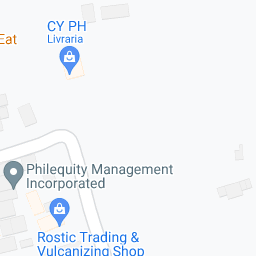 CY PH
Livraria
Eat
Philequity Management
Incorporated
Rostic Trading &
Vulcanizing Shop